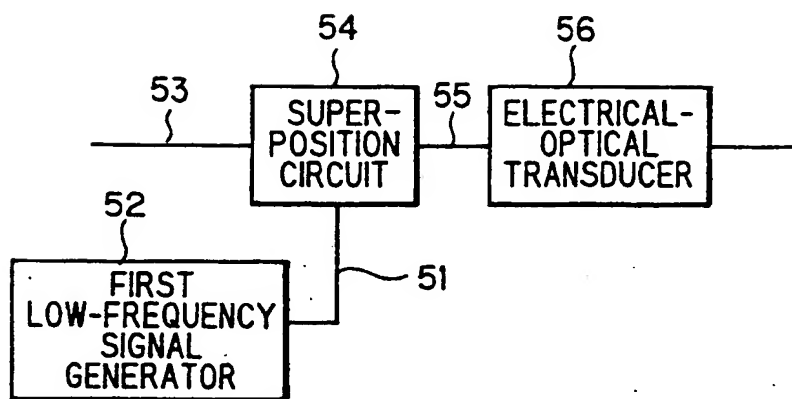 54
56
53
SUPER-
POSITION
CIRCUIT
55
ELECTRICAL-
OPTICAL
TRANSDUCER
52
51
FIRST
LOW-FREQUENCY
SIGNAL
GENERATOR